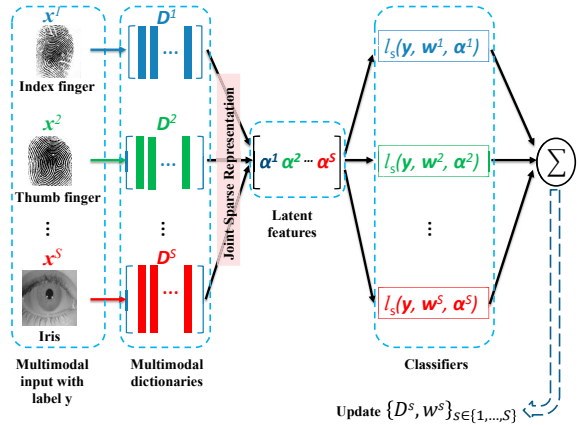 x¹
Index finger
x²
Thumb finger
...
xˢ
Iris
Multimodal
input with
label y
D¹
...
D²
...
...
Dˢ
...
Multimodal
dictionaries
Joint Sparse Representation
[α¹ α² ... αˢ]
Latent
features
lₛ(y, w¹, α¹)
lₛ(y, w², α²)
...
lₛ(y, wˢ, αˢ)
Classifiers
∑
Update {Dˢ, wˢ}ₛ∈{1,...,S}